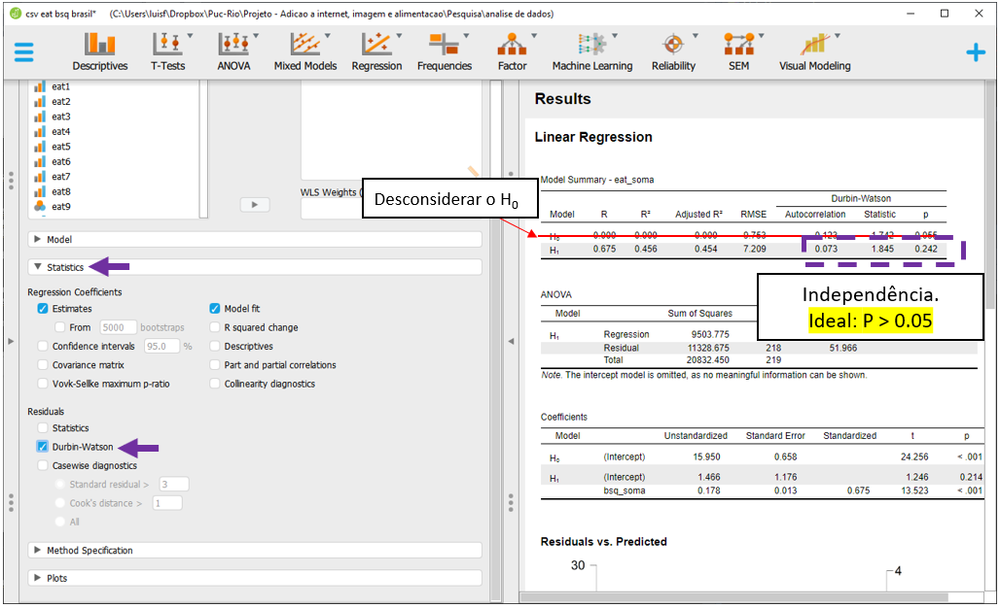 csv eat bsq brasil* (C:\Users\luisf\Dropbox\Puc-Rio\Projeto - Adicao a internet, imagem e alimentacao\Pesquisa\analise de dados)
Descriptives T-Tests ANOVA Mixed Models Regression Frequencies Factor Machine Learning Reliability SEM Visual Modeling
eat1
eat2
eat3
eat4
eat5
eat6
eat7
eat8
eat9
WLS Weights (
Model
Statistics
Regression Coefficients
Estimates Model fit
From 5000 bootstraps R squared change
Confidence intervals 95.0 % Descriptives
Covariance matrix Part and partial correlations
Vovk-Sellke maximum p-ratio Collinearity diagnostics
Residuals
Statistics
Durbin-Watson
Casewise diagnostics
Standard residual > 3
Cook's distance > 1
All
Method Specification
Plots
Results
Linear Regression
Model Summary - eat_soma
Durbin-Watson
Model R R² Adjusted R² RMSE Autocorrelation Statistic p
H₀ 0.000 0.000 0.000 9.753 0.123 1.742 0.055
H₁ 0.675 0.456 0.454 7.209 0.073 1.845 0.242
Desconsiderar o H₀
Independência.
Ideal: P > 0.05
ANOVA
Model Sum of Squares
H₁ Regression 9503.775
Residual 11328.675 218 51.966
Total 20832.450 219
Note. The intercept model is omitted, as no meaningful information can be shown.
Coefficients
Model Unstandardized Standard Error Standardized t p
H₀ (Intercept) 15.950 0.658 24.256 < .001
H₁ (Intercept) 1.466 1.176 1.246 0.214
bsq_soma 0.178 0.013 0.675 13.523 < .001
Residuals vs. Predicted
30
4